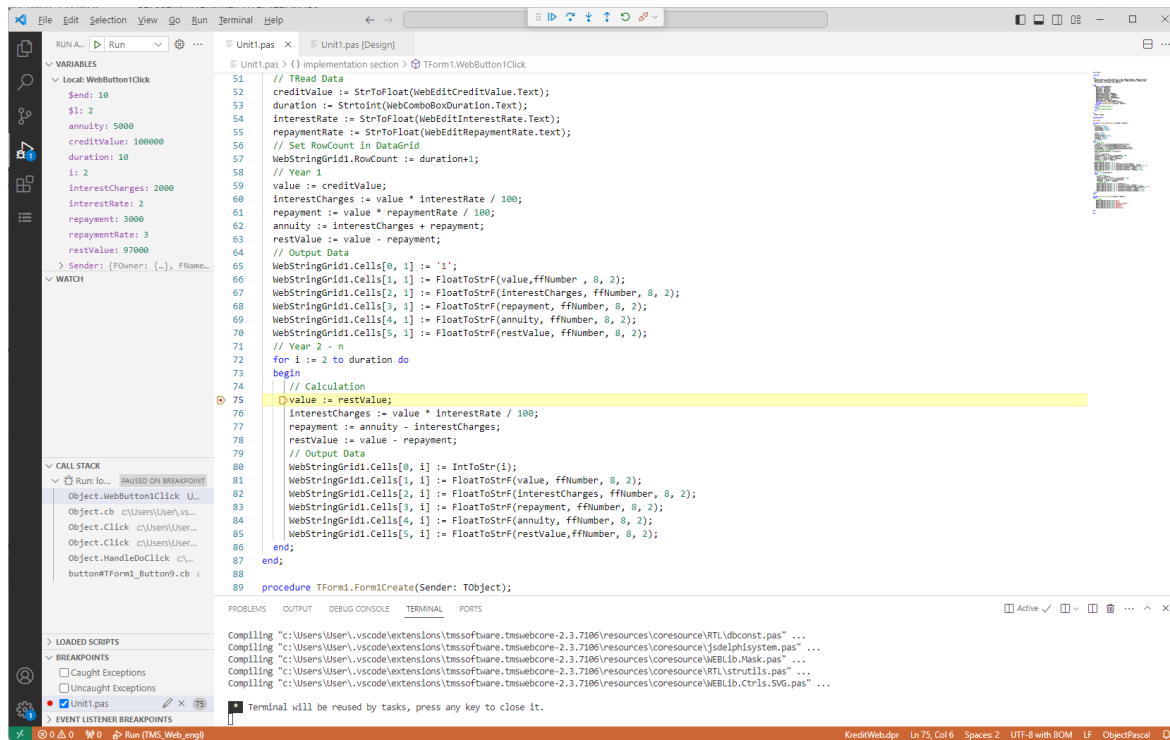 File Edit Selection View Go Run Terminal Help
RUN A... Run
Unit1.pas
Unit1.pas [Design]
Unit1.pas > {} implementation section > TForm1.WebButton1Click
VARIABLES
Local: WebButton1Click
$end: 10
$l: 2
annuity: 5000
creditValue: 100000
duration: 10
i: 2
interestCharges: 2000
interestRate: 2
repayment: 3000
repaymentRate: 3
restValue: 97000
Sender: {FOwner: {…}, FName…
WATCH
CALL STACK
Run: lo... PAUSED ON BREAKPOINT
Object.WebButton1Click U...
Object.cb c:\Users\User\.vs...
Object.Click c:\Users\User...
Object.Click c:\Users\User...
Object.HandleDoClick c:\...
button#TForm1_Button9.cb
LOADED SCRIPTS
BREAKPOINTS
Caught Exceptions
Uncaught Exceptions
Unit1.pas 75
EVENT LISTENER BREAKPOINTS
51 // TRead Data
52 creditValue := StrToFloat(WebEditCreditValue.Text);
53 duration := Strtoint(WebComboBoxDuration.Text);
54 interestRate := StrToFloat(WebEditInterestRate.Text);
55 repaymentRate := StrToFloat(WebEditRepaymentRate.text);
56 // Set RowCount in DataGrid
57 WebStringGrid1.RowCount := duration+1;
58 // Year 1
59 value := creditValue;
60 interestCharges := value * interestRate / 100;
61 repayment := value * repaymentRate / 100;
62 annuity := interestCharges + repayment;
63 restValue := value - repayment;
64 // Output Data
65 WebStringGrid1.Cells[0, 1] := '1';
66 WebStringGrid1.Cells[1, 1] := FloatToStrF(value,ffNumber , 8, 2);
67 WebStringGrid1.Cells[2, 1] := FloatToStrF(interestCharges, ffNumber, 8, 2);
68 WebStringGrid1.Cells[3, 1] := FloatToStrF(repayment, ffNumber, 8, 2);
69 WebStringGrid1.Cells[4, 1] := FloatToStrF(annuity, ffNumber, 8, 2);
70 WebStringGrid1.Cells[5, 1] := FloatToStrF(restValue, ffNumber, 8, 2);
71 // Year 2 - n
72 for i := 2 to duration do
73 begin
74 // Calculation
75 value := restValue;
76 interestCharges := value * interestRate / 100;
77 repayment := annuity - interestCharges;
78 restValue := value - repayment;
79 // Output Data
80 WebStringGrid1.Cells[0, i] := IntToStr(i);
81 WebStringGrid1.Cells[1, i] := FloatToStrF(value, ffNumber, 8, 2);
82 WebStringGrid1.Cells[2, i] := FloatToStrF(interestCharges, ffNumber, 8, 2);
83 WebStringGrid1.Cells[3, i] := FloatToStrF(repayment, ffNumber, 8, 2);
84 WebStringGrid1.Cells[4, i] := FloatToStrF(annuity, ffNumber, 8, 2);
85 WebStringGrid1.Cells[5, i] := FloatToStrF(restValue,ffNumber, 8, 2);
86 end;
87 end;
88
89 procedure TForm1.Form1Create(Sender: TObject);
PROBLEMS OUTPUT DEBUG CONSOLE TERMINAL PORTS
Active
Compiling "c:\Users\User\.vscode\extensions\tmssoftware.tmswebcore-2.3.7106\resources\coresource\RTL\dbconst.pas" ...
Compiling "c:\Users\User\.vscode\extensions\tmssoftware.tmswebcore-2.3.7106\resources\coresource\jsdelphisystem.pas" ...
Compiling "c:\Users\User\.vscode\extensions\tmssoftware.tmswebcore-2.3.7106\resources\coresource\WEBLib.Mask.pas" ...
Compiling "c:\Users\User\.vscode\extensions\tmssoftware.tmswebcore-2.3.7106\resources\coresource\RTL\strutils.pas" ...
Compiling "c:\Users\User\.vscode\extensions\tmssoftware.tmswebcore-2.3.7106\resources\coresource\WEBLib.Ctrls.SVG.pas" ...
* Terminal will be reused by tasks, press any key to close it.
0 0 0 Run (TMS_Web_engl)
KreditWeb.dpr Ln 75, Col 6 Spaces: 2 UTF-8 with BOM LF ObjectPascal